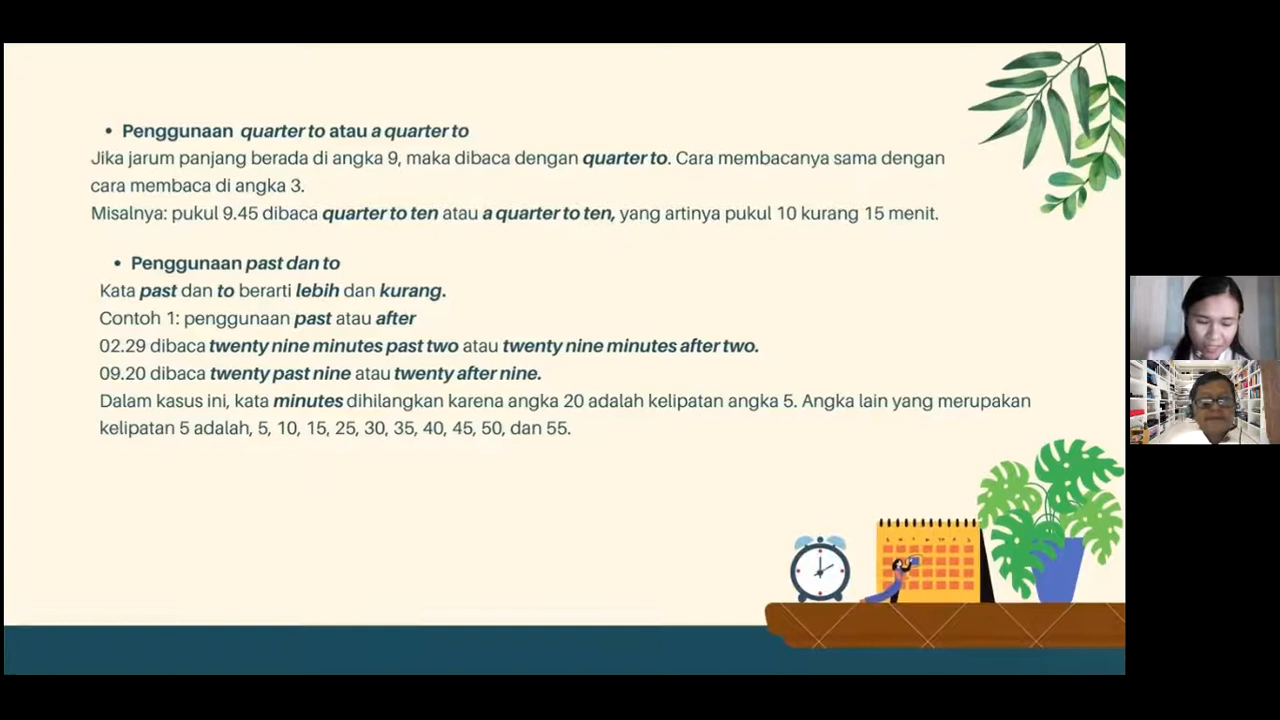 • Penggunaan quarter to atau a quarter to
Jika jarum panjang berada di angka 9, maka dibaca dengan quarter to. Cara membacanya sama dengan
cara membaca di angka 3.
Misalnya: pukul 9.45 dibaca quarter to ten atau a quarter to ten, yang artinya pukul 10 kurang 15 menit.
• Penggunaan past dan to
Kata past dan to berarti lebih dan kurang.
Contoh 1: penggunaan past atau after
02.29 dibaca twenty nine minutes past two atau twenty nine minutes after two.
09.20 dibaca twenty past nine atau twenty after nine.
Dalam kasus ini, kata minutes dihilangkan karena angka 20 adalah kelipatan angka 5. Angka lain yang merupakan
kelipatan 5 adalah, 5, 10, 15, 25, 30, 35, 40, 45, 50, dan 55.